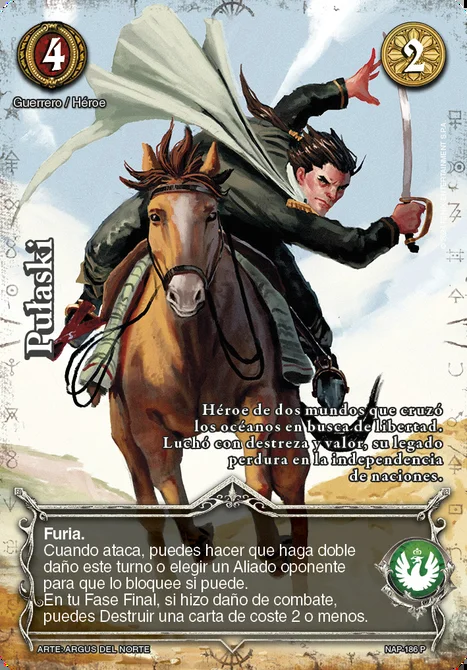 4
2
Guerrero / Héroe
Pułaski
Héroe de dos mundos que cruzó
los océanos en busca de libertad.
Luchó con destreza y valor, su legado
perdura en la independencia
de naciones.
Furia.
Cuando ataca, puedes hacer que haga doble
daño este turno o elegir un Aliado oponente
para que lo bloquee si puede.
En tu Fase Final, si hizo daño de combate,
puedes Destruir una carta de coste 2 o menos.
ARTE: ARGUS DEL NORTE
NAP-186 P